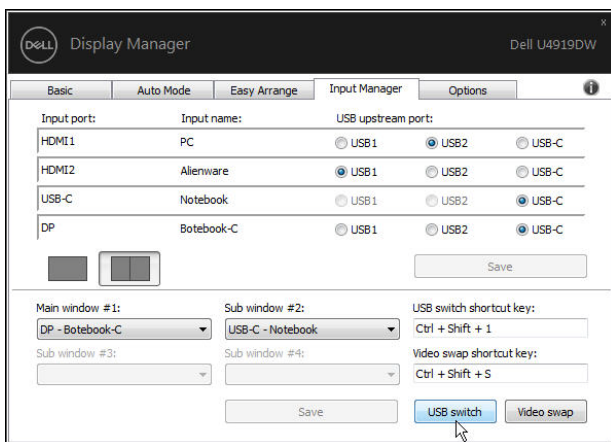 DELL Display Manager Dell U4919DW
x
Basic Auto Mode Easy Arrange Input Manager Options i
Input port: Input name: USB upstream port:
HDMI1 PC USB1 USB2 USB-C
HDMI2 Alienware USB1 USB2 USB-C
USB-C Notebook USB1 USB2 USB-C
DP Botebook-C USB1 USB2 USB-C
Save
Main window #1: Sub window #2: USB switch shortcut key:
DP - Botebook-C USB-C - Notebook Ctrl + Shift + 1
Sub window #3: Sub window #4: Video swap shortcut key:
Ctrl + Shift + S
Save USB switch Video swap